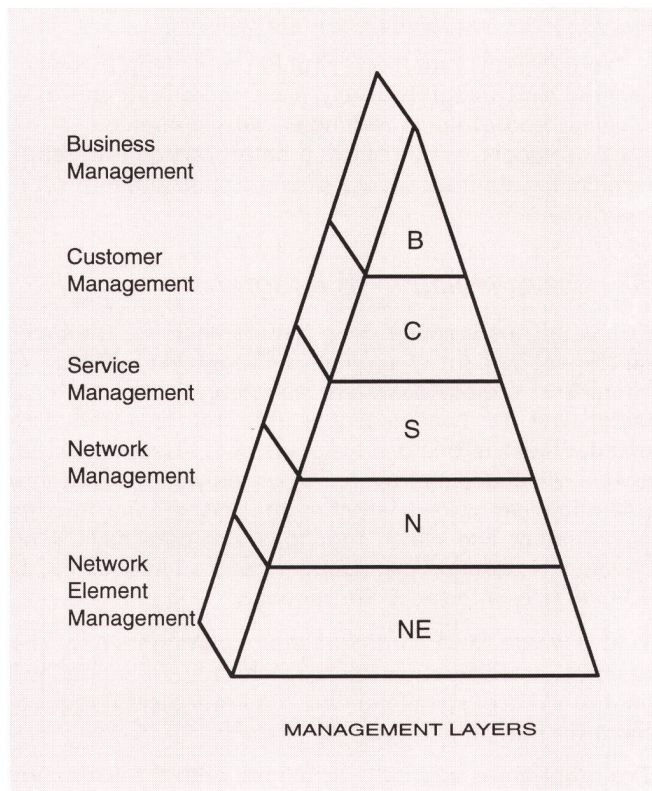 Business
Management
B
Customer
Management
C
Service
Management
S
Network
Management
N
Network
Element
Management
NE
MANAGEMENT LAYERS